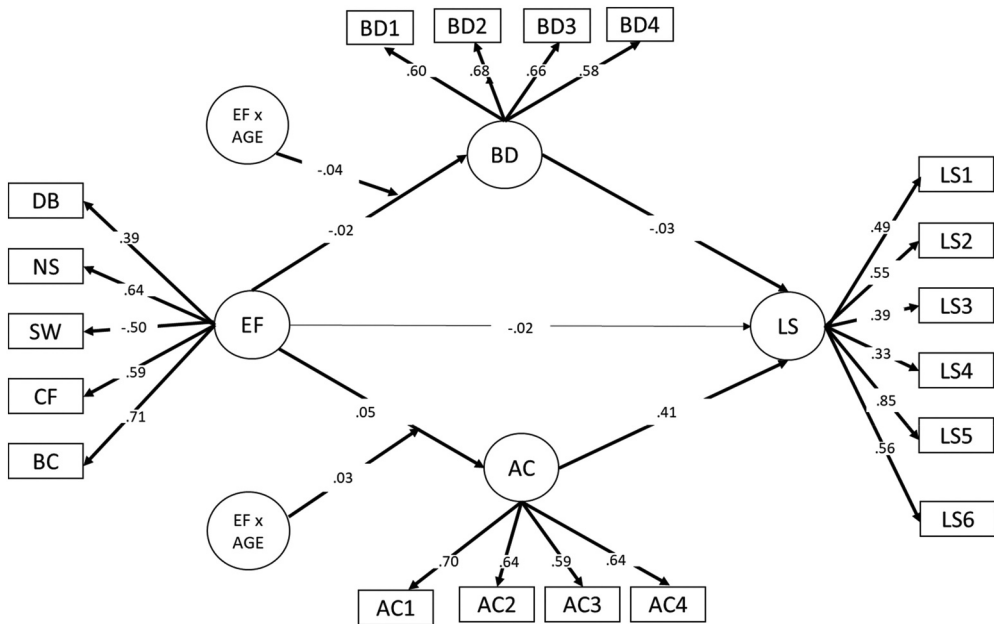 BD1
BD2
BD3
BD4
.60
.68
.66
.58
EF x
AGE
-.04
BD
-.02
-.03
DB
NS
SW
CF
BC
.39
.64
-.50
.59
.71
EF
-.02
LS
LS1
LS2
LS3
LS4
LS5
LS6
.49
.55
.39
.33
.85
.56
.05
.41
AC
.03
EF x
AGE
.70
.64
.59
.64
AC1
AC2
AC3
AC4